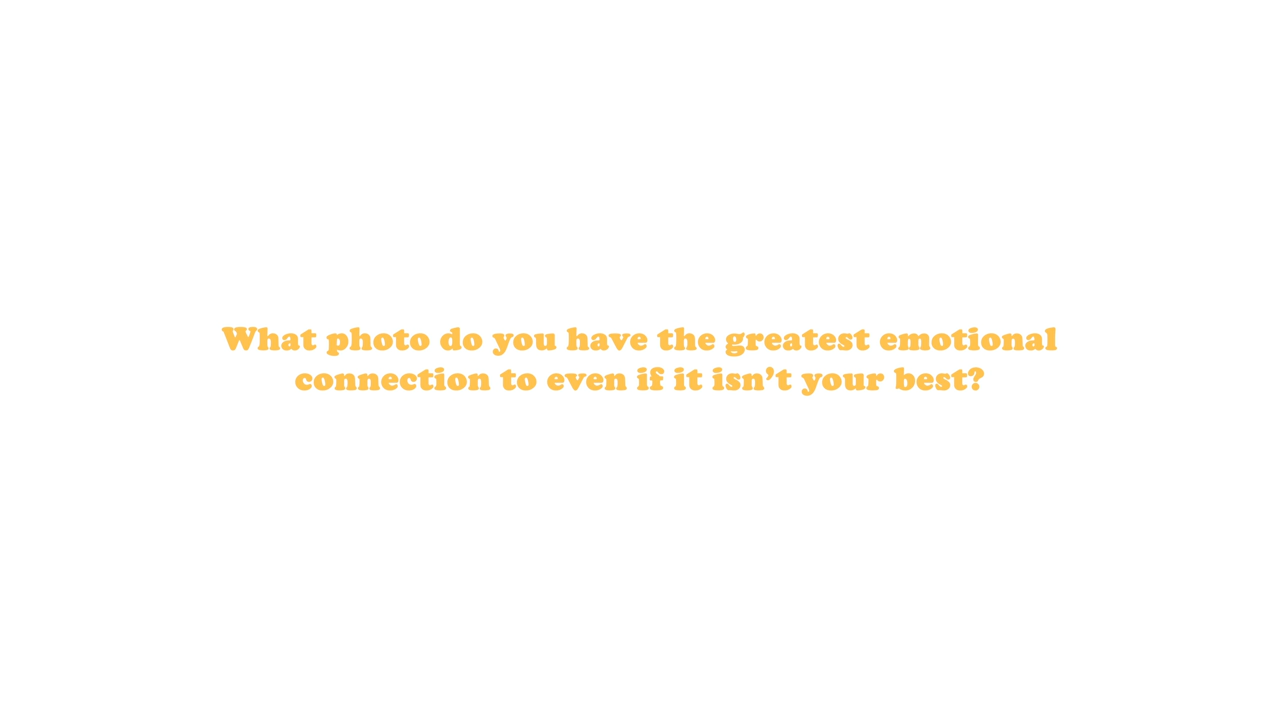 What photo do you have the greatest emotional
connection to even if it isn’t your best?